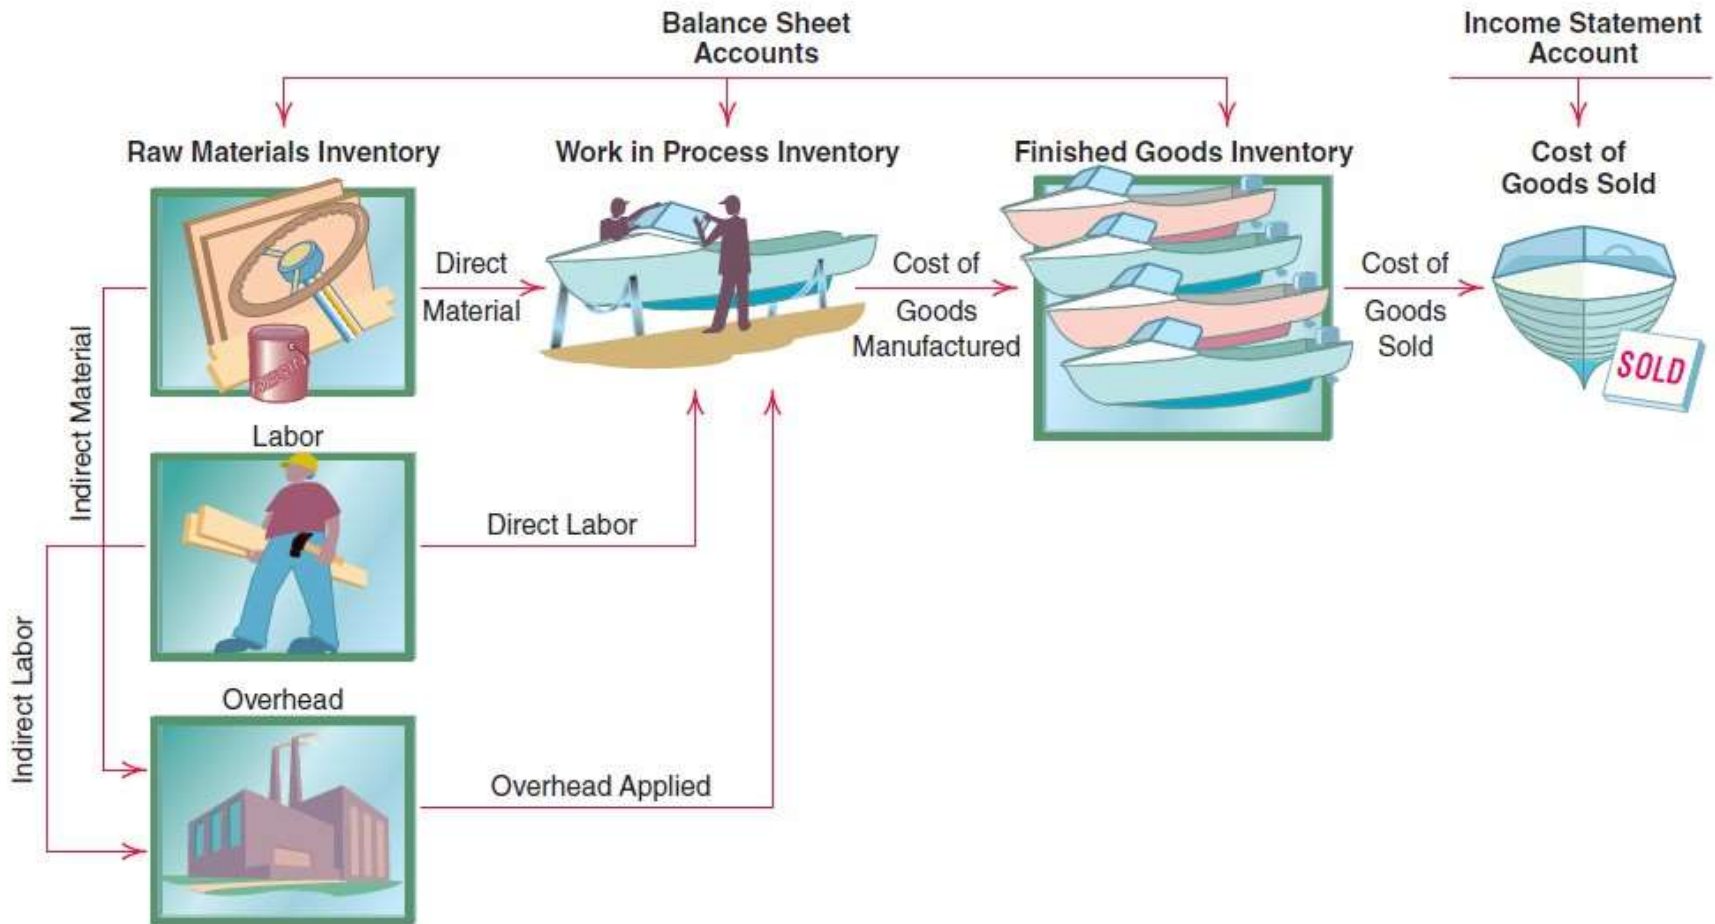 Balance Sheet
Accounts
Income Statement
Account
Raw Materials Inventory
Work in Process Inventory
Finished Goods Inventory
Cost of
Goods Sold
Direct
Material
Cost of
Goods
Manufactured
Cost of
Goods
Sold
SOLD
Indirect Material
Labor
Direct Labor
Indirect Labor
Overhead
Overhead Applied